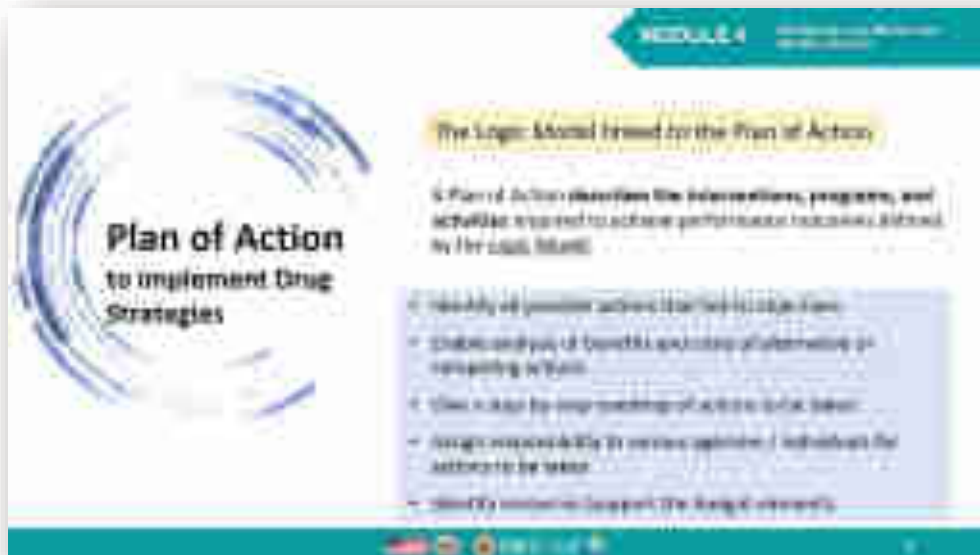 MODULE 4
The Logic Model linked to the Plan of Action
Plan of Action
to implement Drug
Strategies
A Plan of Action describes the interventions, programs, and
activities required to achieve performance outcomes defined
by the Logic Model
Identify all possible actions that link to objectives
Enable analysis of benefits and costs of alternative or
competing actions
Give a step by step roadmap of actions to be taken
Assign responsibility to various agencies / individuals for
actions to be taken
Identify resources support the budget